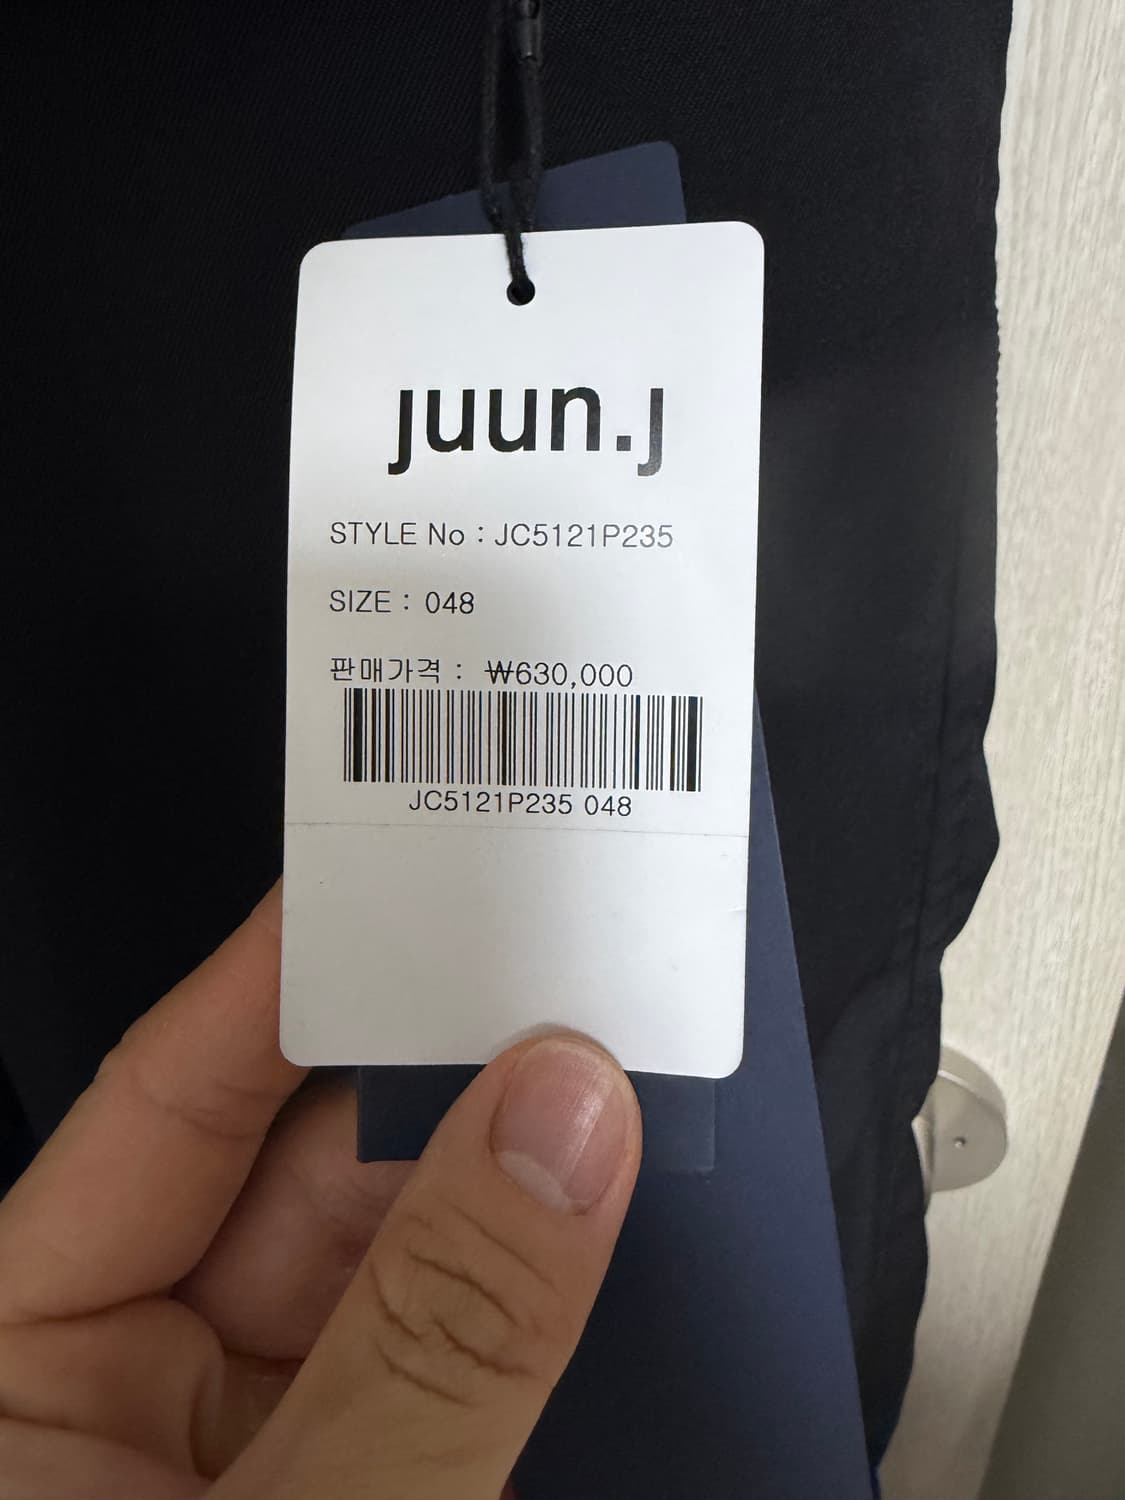 juun.j
STYLE No : JC5121P235
SIZE : 048
판매가격 : ₩630,000
JC5121P235 048